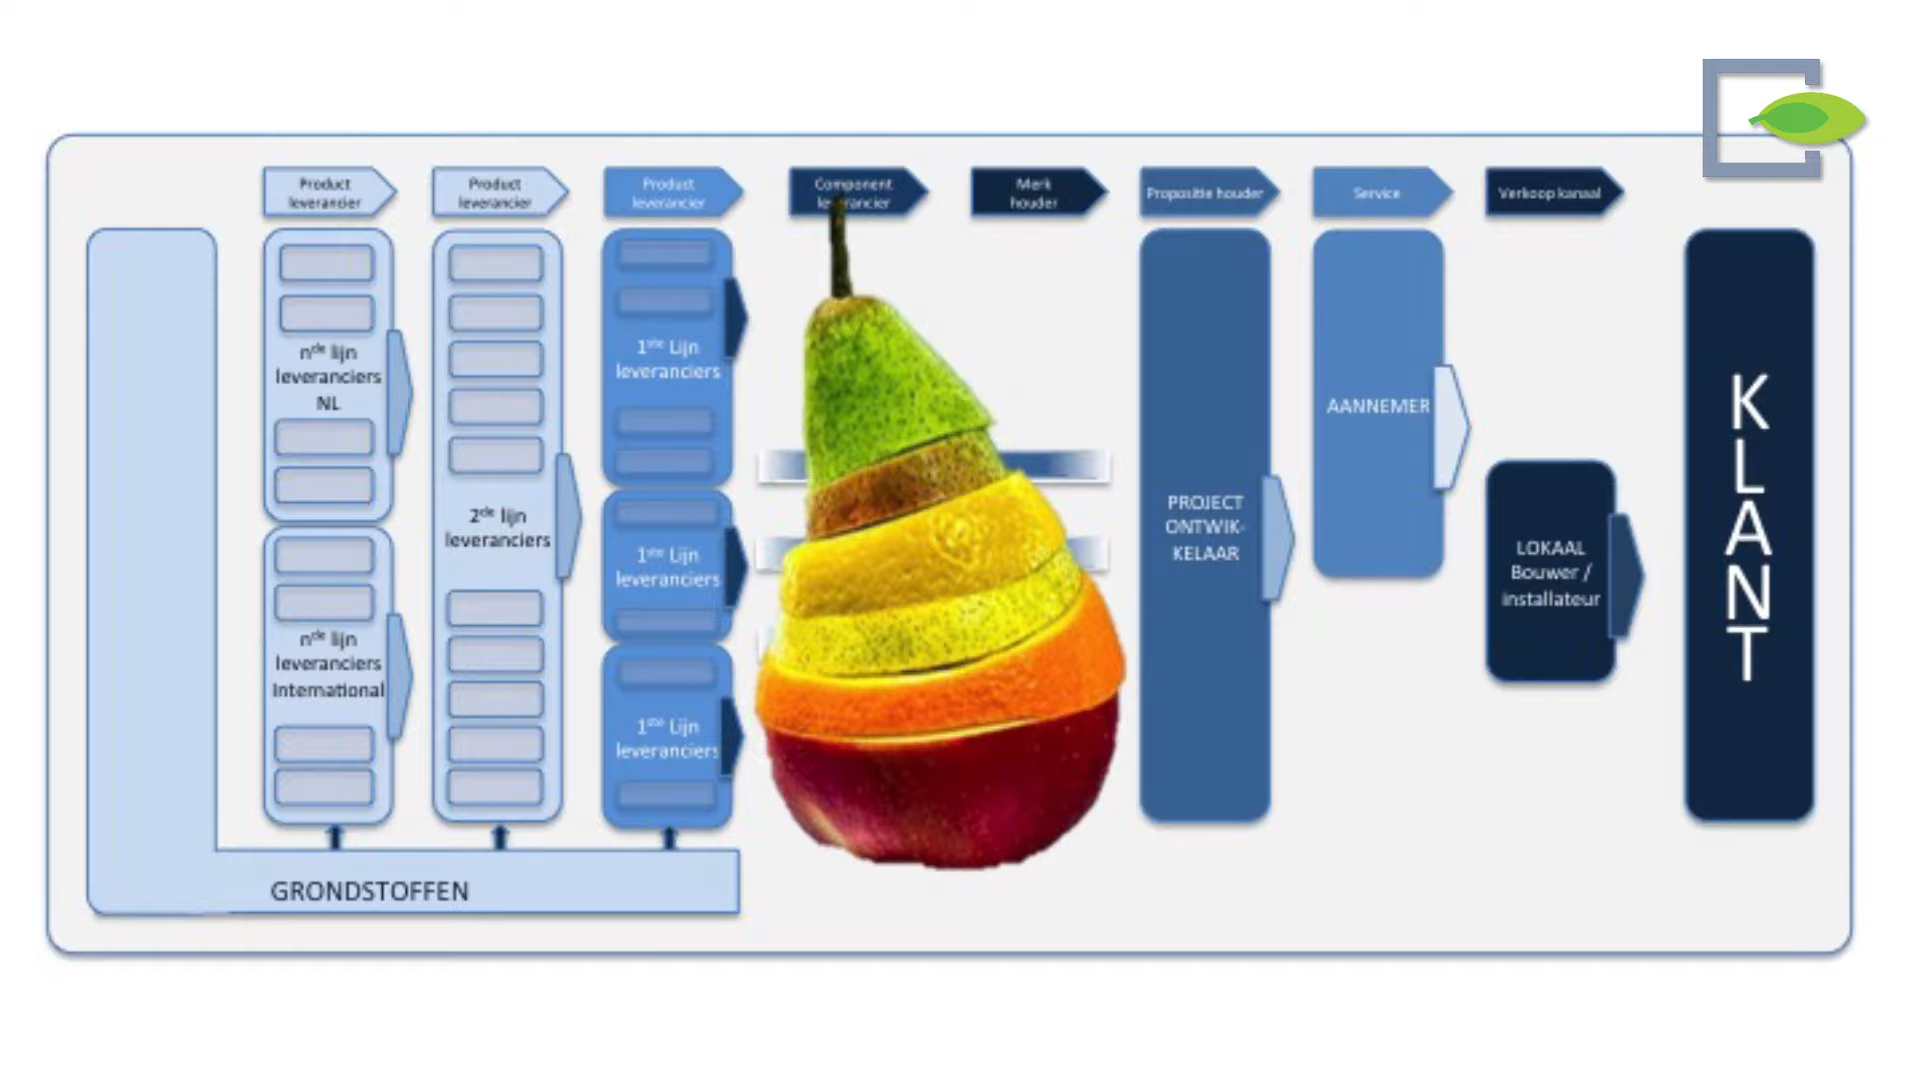 Product
leverancier
Product
leverancier
Product
leverancier
Component
leverancier
Merk
houder
Propositie houder
Service
Verkoop kanaal
nde lijn
leveranciers
NL
nde lijn
leveranciers
International
2de lijn
leveranciers
1ste Lijn
leveranciers
1ste Lijn
leveranciers
1ste Lijn
leveranciers
PROJECT
ONTWIK-
KELAAR
AANNEMER
LOKAAL
Bouwer /
installateur
KLANT
GRONDSTOFFEN